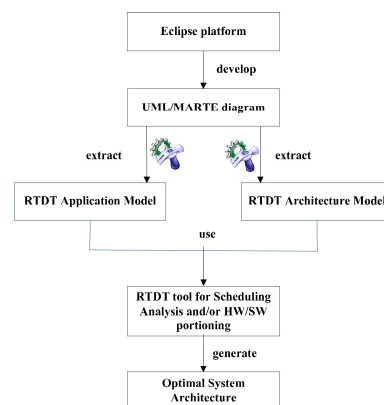 Eclipse platform
develop
UML/MARTE diagram
extract
extract
RTDT Application Model
RTDT Architecture Model
use
RTDT tool for Scheduling
Analysis and/or HW/SW
portioning
generate
Optimal System
Architecture